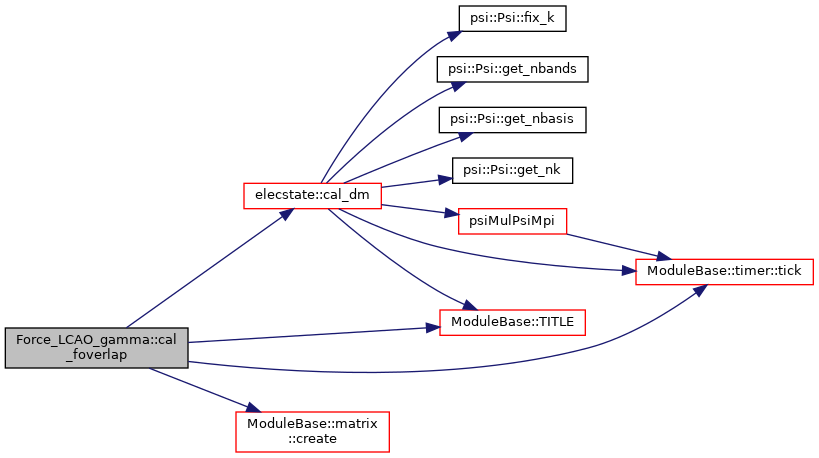 psi::Psi::fix_k
psi::Psi::get_nbands
psi::Psi::get_nbasis
psi::Psi::get_nk
elecstate::cal_dm
psiMulPsiMpi
ModuleBase::timer::tick
ModuleBase::TITLE
Force_LCAO_gamma::cal
_foverlap
ModuleBase::matrix
::create